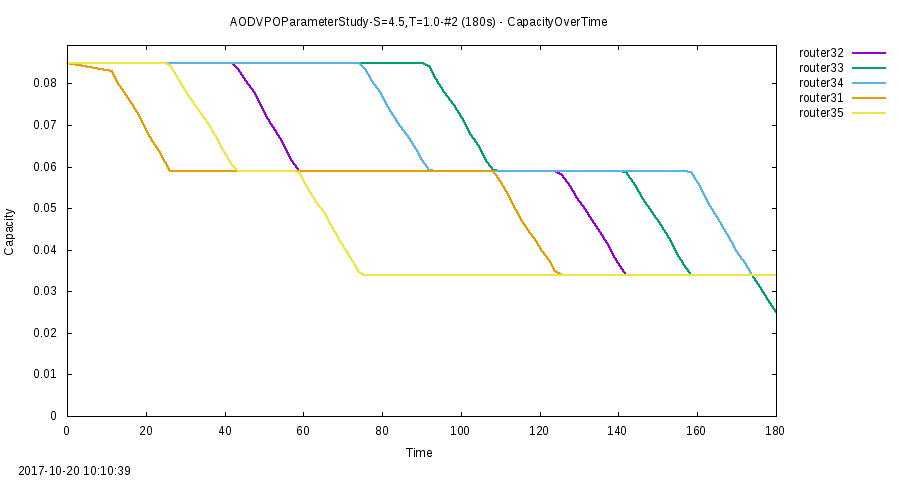 AODVPOParameterStudy-S=4.5,T=1.0-#2 (180s) - CapacityOverTime
router32
router33
router34
router31
router35
0.08
0.07
0.06
0.05
0.04
0.03
0.02
0.01
0
Capacity
0 20 40 60 80 100 120 140 160 180
Time
2017-10-20 10:10:39